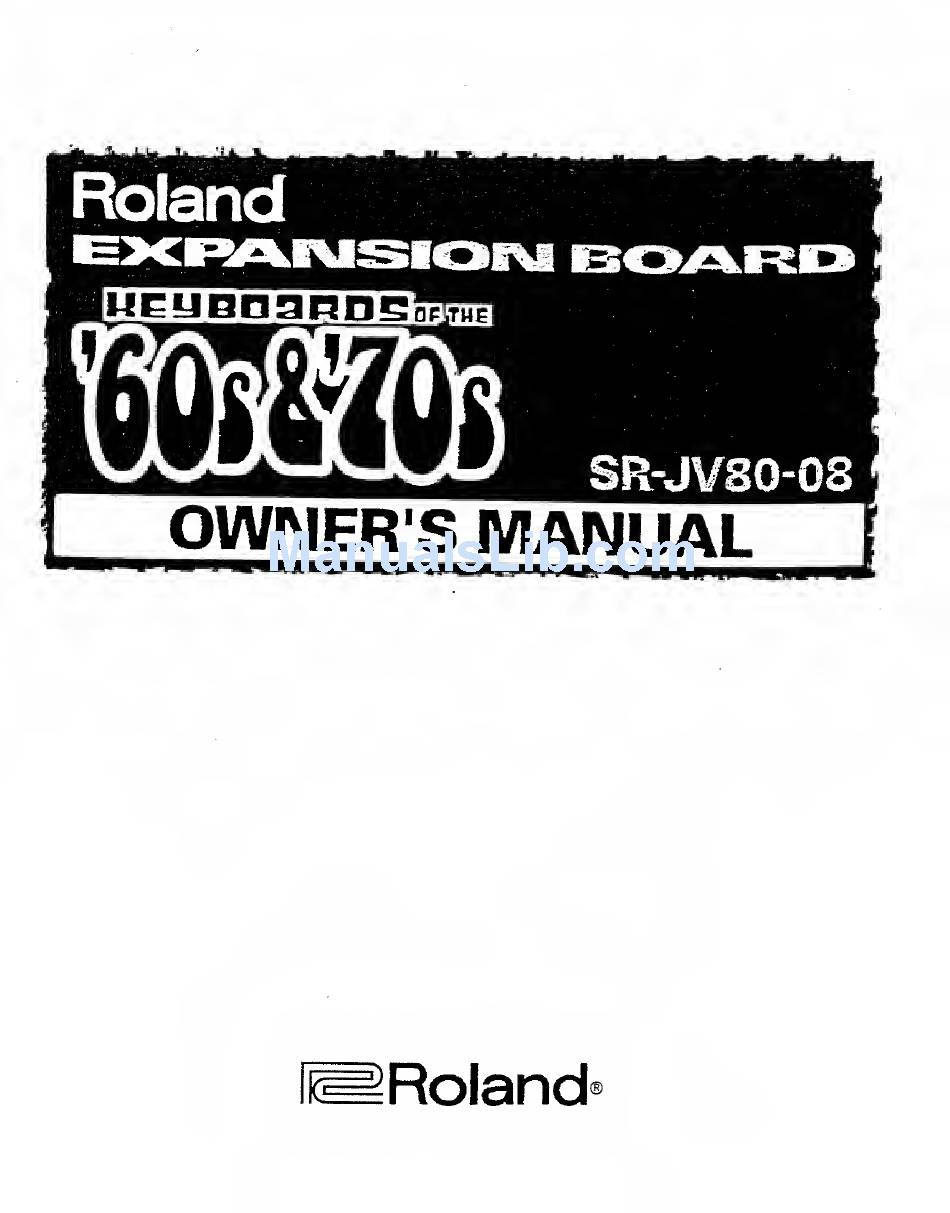 Roland
EXPANSION BOARD
KEYBOARDS OF THE
'60s & '70s
SR-JV80-08
OWNER'S MANUAL
ManualsLib.com
Roland®